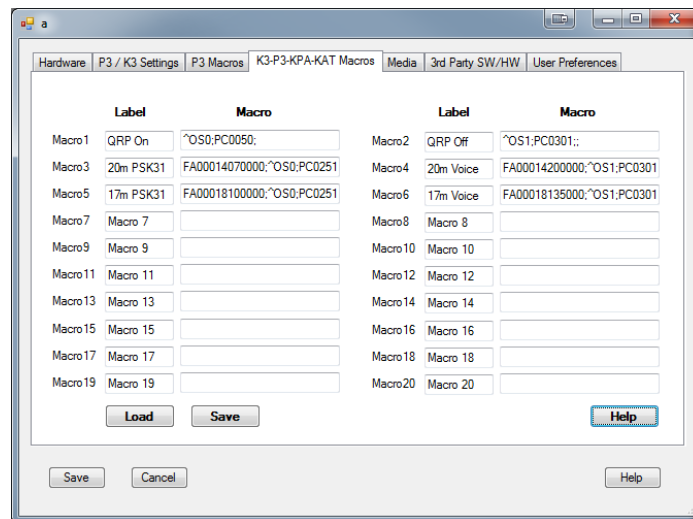 a
Hardware P3 / K3 Settings P3 Macros K3-P3-KPA-KAT Macros Media 3rd Party SW/HW User Preferences
Label Macro Label Macro
Macro1 QRP On ^OS0;PC0050; Macro2 QRP Off ^OS1;PC0301;;
Macro3 20m PSK31 FA00014070000;^OS0;PC0251 Macro4 20m Voice FA00014200000;^OS1;PC0301
Macro5 17m PSK31 FA00018100000;^OS0;PC0251 Macro6 17m Voice FA00018135000;^OS1;PC0301
Macro7 Macro 7 Macro8 Macro 8
Macro9 Macro 9 Macro10 Macro 10
Macro11 Macro 11 Macro12 Macro 12
Macro13 Macro 13 Macro14 Macro 14
Macro15 Macro 15 Macro16 Macro 16
Macro17 Macro 17 Macro18 Macro 18
Macro19 Macro 19 Macro20 Macro 20
Load Save Help
Save Cancel Help